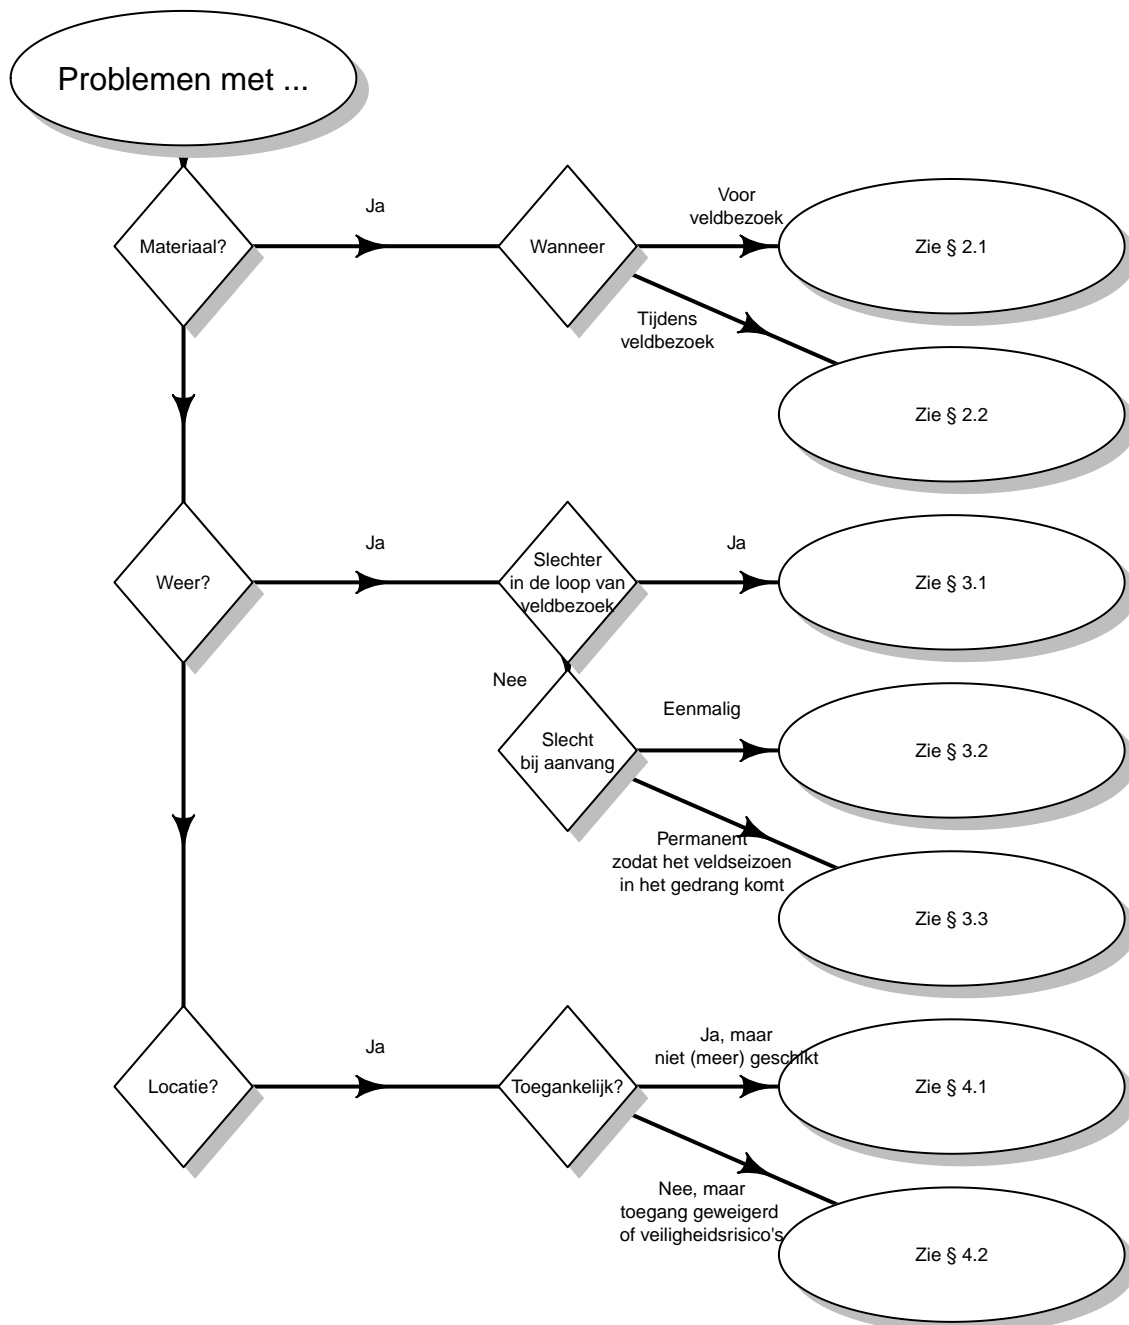 Problemen met ...
Materiaal?
Ja
Wanneer
Voor
veldbezoek
Zie § 2.1
Tijdens
veldbezoek
Zie § 2.2
Weer?
Ja
Slechter
in de loop van
veldbezoek
Ja
Zie § 3.1
Nee
Slecht
bij aanvang
Eenmalig
Zie § 3.2
Permanent
zodat het veldseizoen
in het gedrang komt
Zie § 3.3
Locatie?
Ja
Toegankelijk?
Ja, maar
niet (meer) geschikt
Zie § 4.1
Nee, maar
toegang geweigerd
of veiligheidsrisico's
Zie § 4.2